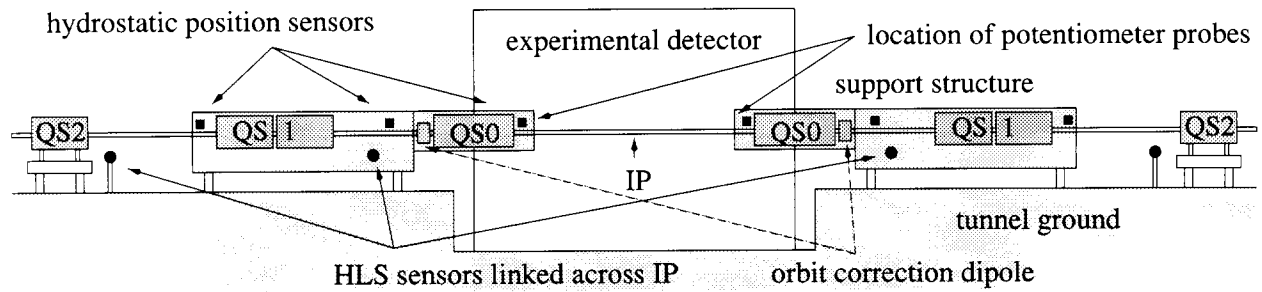 hydrostatic position sensors
experimental detector
location of potentiometer probes
support structure
QS2
QS 1
QS0
QS0
QS 1
QS2
IP
tunnel ground
HLS sensors linked across IP
orbit correction dipole